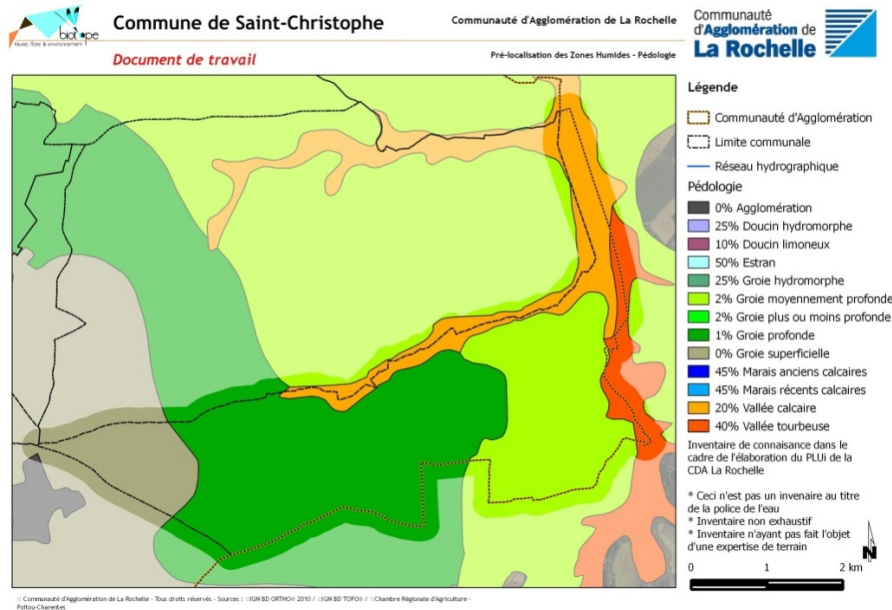 biotope
faune, flore & environnement
Commune de Saint-Christophe
Document de travail
Communauté d'Agglomération de La Rochelle
Pré-localisation des Zones Humides - Pédologie
Communauté
d'Agglomération de
La Rochelle
Légende
Communauté d'Agglomération
Limite communale
Réseau hydrographique
Pédologie
0% Agglomération
25% Doucin hydromorphe
10% Doucin limoneux
50% Estran
25% Groie hydromorphe
2% Groie moyennement profonde
2% Groie plus ou moins profonde
1% Groie profonde
0% Groie superficielle
45% Marais anciens calcaires
45% Marais récents calcaires
20% Vallée calcaire
40% Vallée tourbeuse
Inventaire de connaisance dans le
cadre de l'élaboration du PLUi de la
CDA La Rochelle
* Ceci n'est pas un invenaire au titre
de la police de l'eau
* Inventaire non exhaustif
* Inventaire n'ayant pas fait l'objet
d'une expertise de terrain
N
0 1 2 km
© Communauté d'Agglomération de La Rochelle - Tous droits réservés - Sources : ©IGN BD ORTHO® 2010 / ©IGN BD TOPO® / ©Chambre Régionale d'Agriculture -
Poitou-Charentes